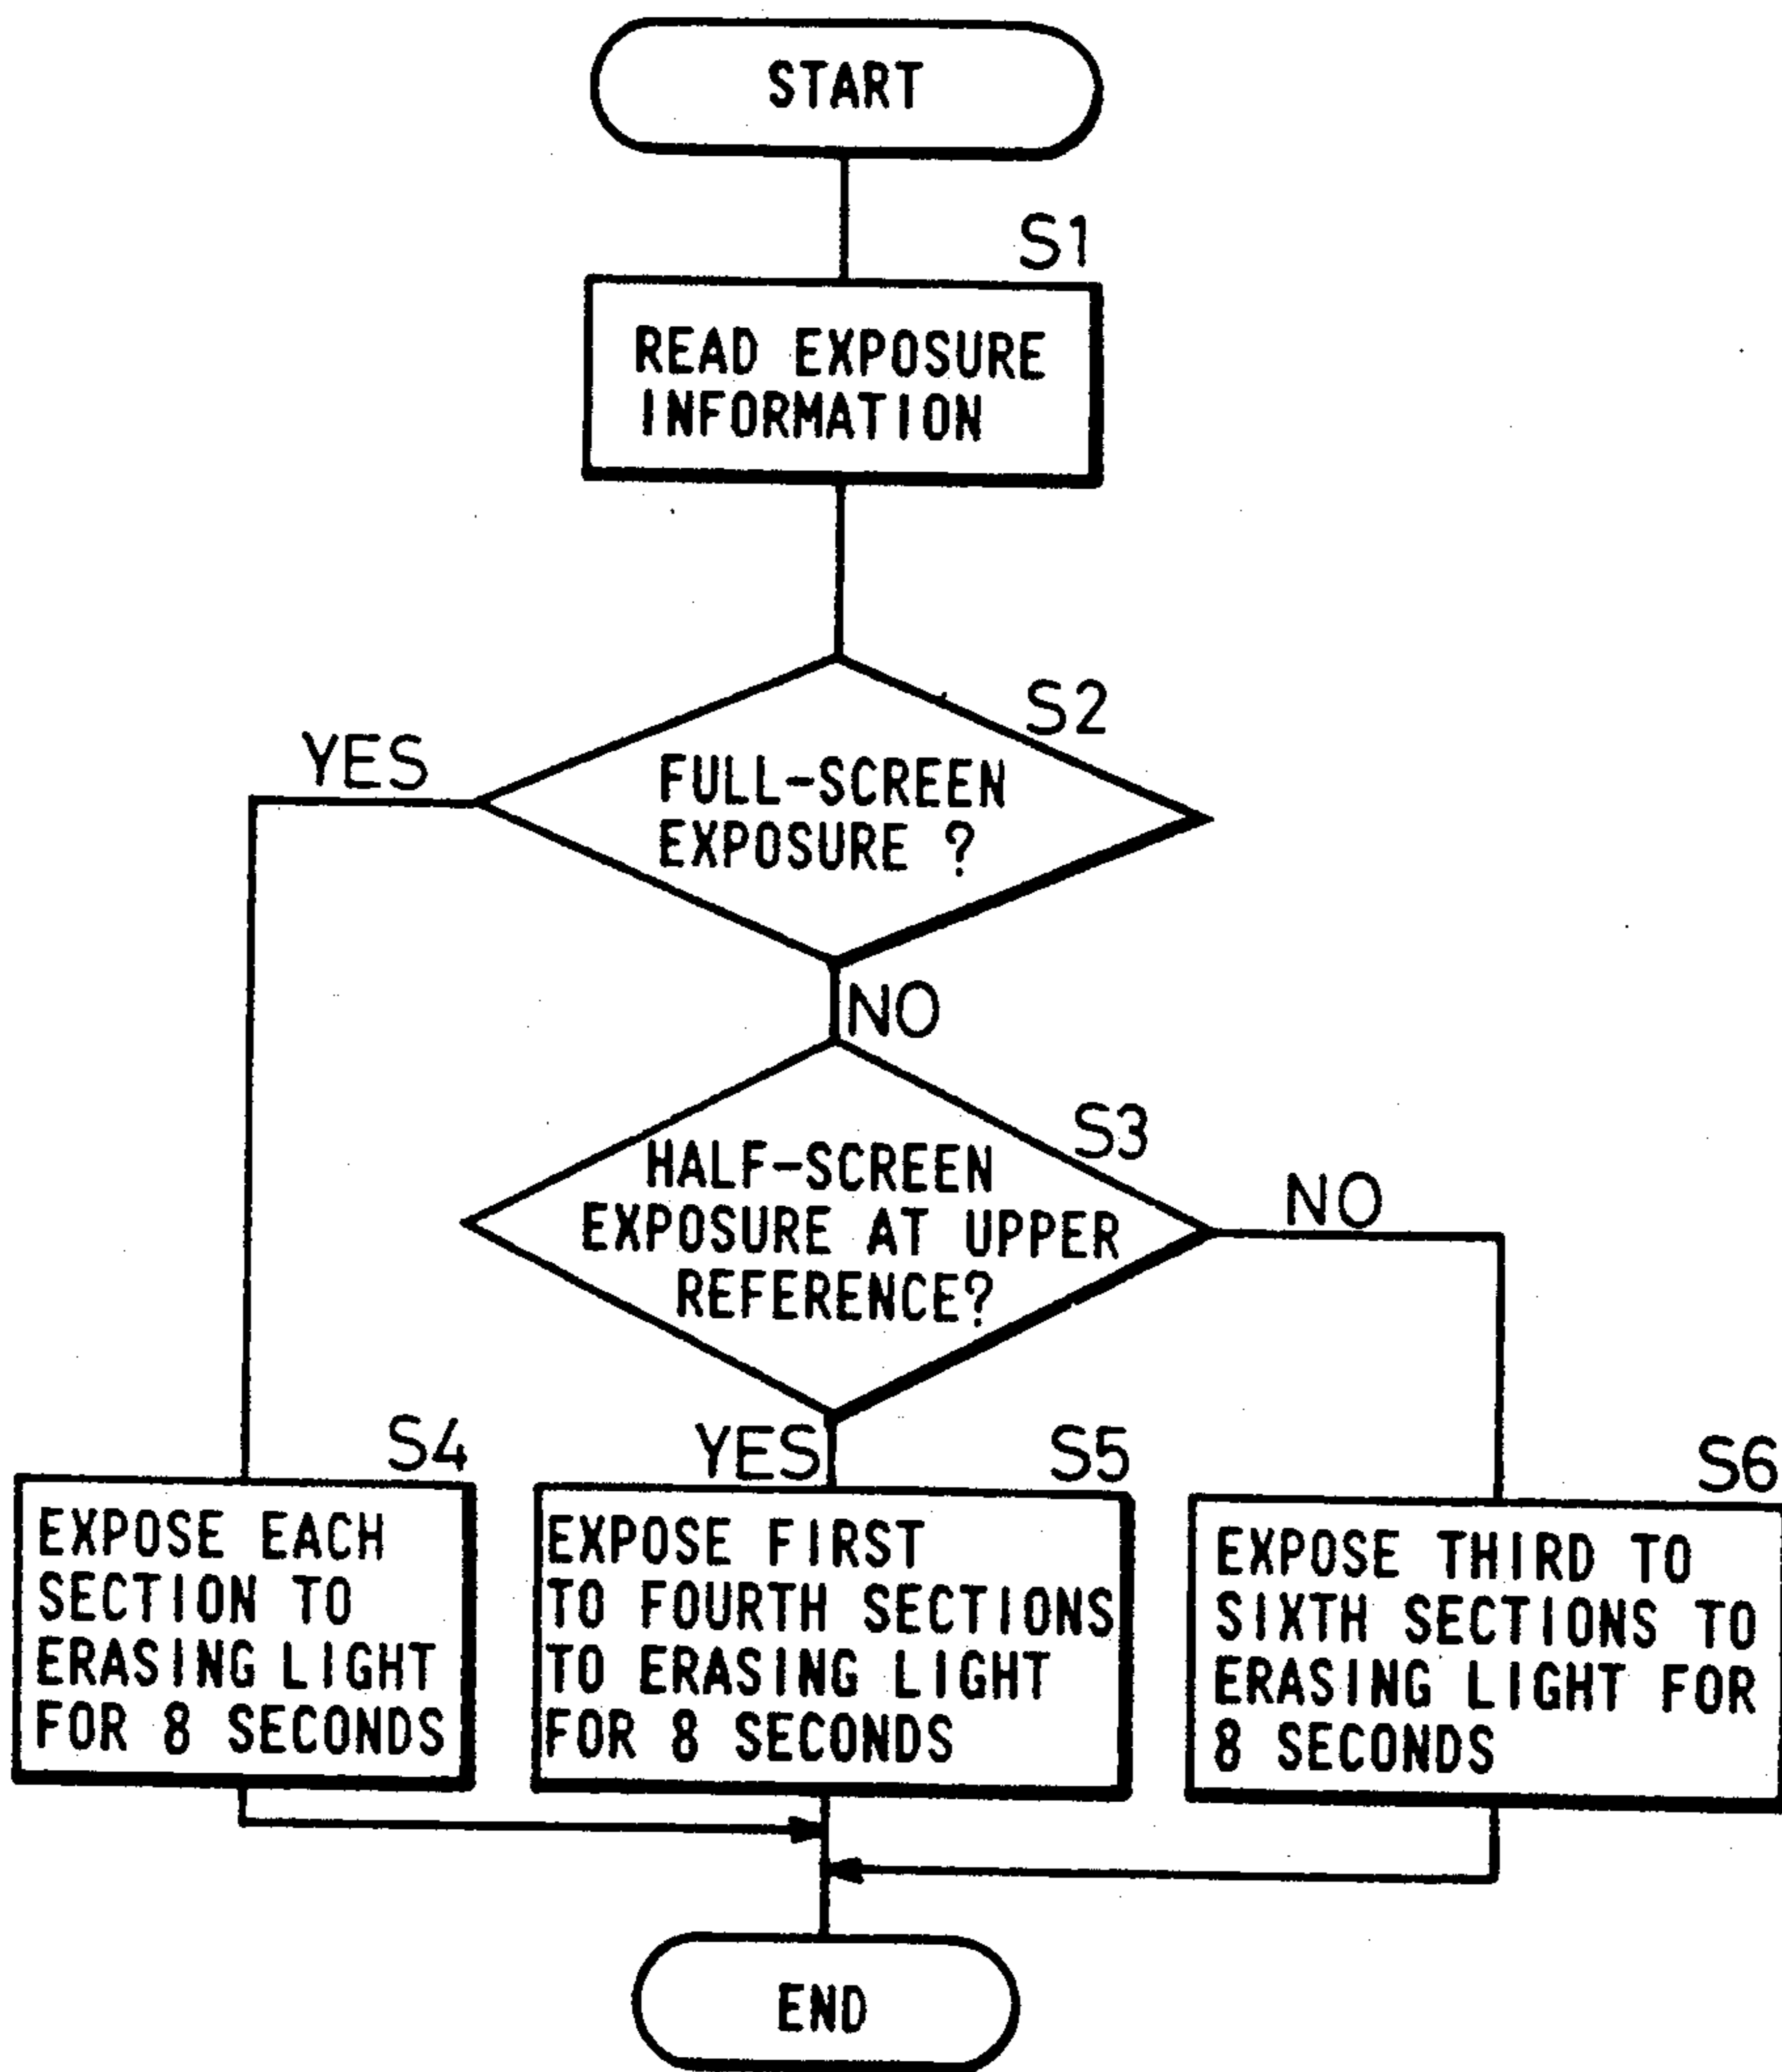 START
S1
READ EXPOSURE
INFORMATION
S2
YES
FULL-SCREEN
EXPOSURE ?
NO
S3
HALF-SCREEN
EXPOSURE AT UPPER
REFERENCE?
NO
YES
S4
EXPOSE EACH
SECTION TO
ERASING LIGHT
FOR 8 SECONDS
S5
EXPOSE FIRST
TO FOURTH SECTIONS
TO ERASING LIGHT
FOR 8 SECONDS
S6
EXPOSE THIRD TO
SIXTH SECTIONS TO
ERASING LIGHT FOR
8 SECONDS
END